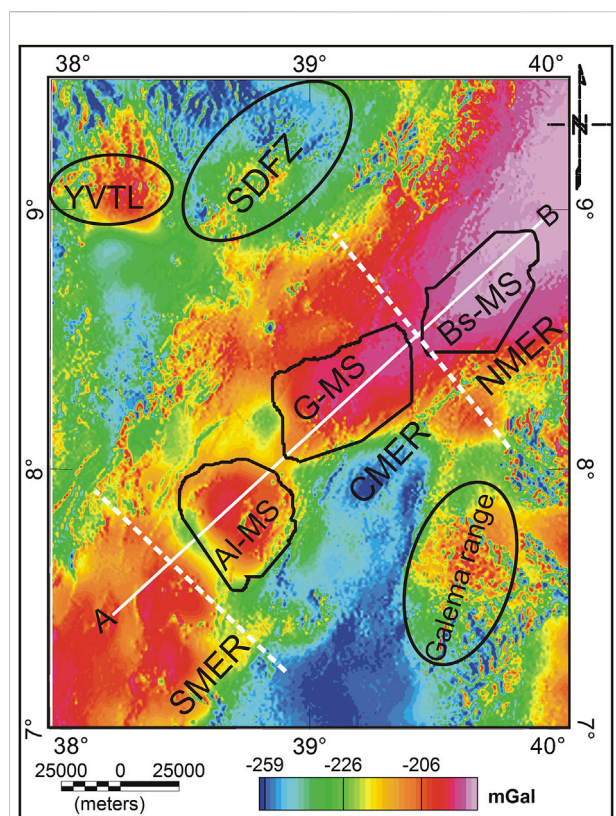 38° 39° 40°
N
YVTL
SDFZ
9° 9°
B
Bs-MS
G-MS
NMER
8° 8°
CMER
Al-MS
Galema range
A
SMER
7° 7°
38° 39° 40°
25000 0 25000
(meters)
-259 -226 -206
mGal